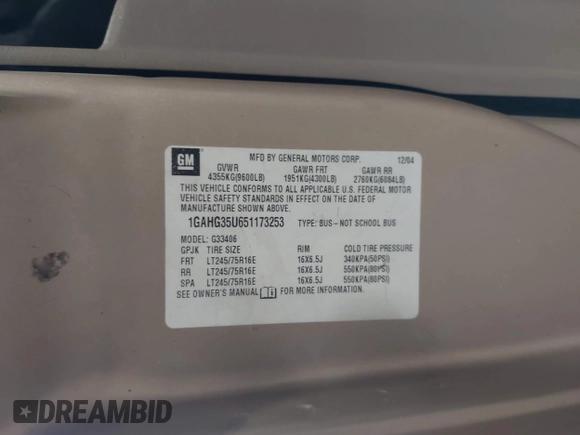 GM
MFD BY GENERAL MOTORS CORP. 12/04
GVWR GAWR FRT GAWR RR
4355KG(9600LB) 1951KG(4300LB) 2760KG(6084LB)
THIS VEHICLE CONFORMS TO ALL APPLICABLE U.S. FEDERAL MOTOR
VEHICLE SAFETY STANDARDS IN EFFECT ON THE DATE OF
MANUFACTURE SHOWN ABOVE.
1GAHG35U651173253 TYPE: BUS-NOT SCHOOL BUS
MODEL: G33406
GPJK TIRE SIZE RIM COLD TIRE PRESSURE
FRT LT245/75R16E 16X6.5J 340KPA(50PSI)
RR LT245/75R16E 16X6.5J 550KPA(80PSI)
SPA LT245/75R16E 16X6.5J 550KPA(80PSI)
SEE OWNER'S MANUAL FOR MORE INFORMATION.
DREAMBID